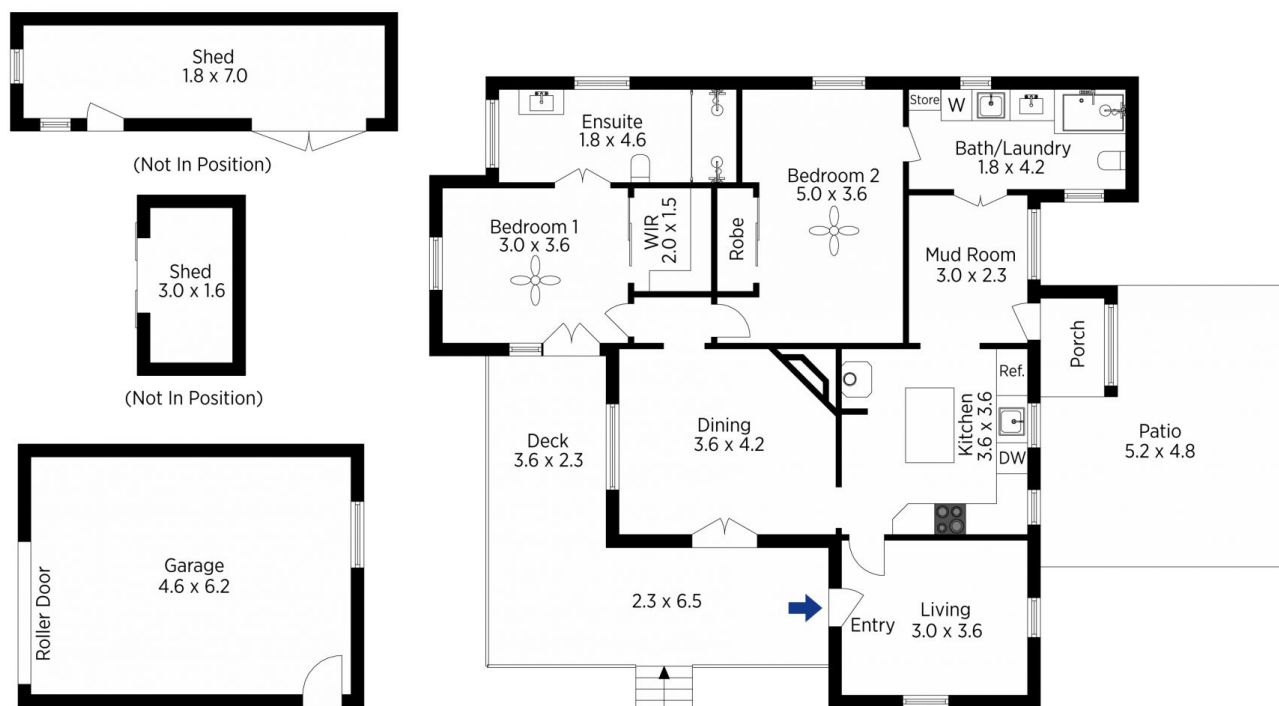 Shed
1.8 x 7.0
(Not In Position)
Shed
3.0 x 1.6
(Not In Position)
Garage
4.6 x 6.2
Roller Door
Ensuite
1.8 x 4.6
Bedroom 1
3.0 x 3.6
WIR
2.0 x 1.5
Robe
Bedroom 2
5.0 x 3.6
Store
W
Bath/Laundry
1.8 x 4.2
Mud Room
3.0 x 2.3
Porch
Deck
3.6 x 2.3
Dining
3.6 x 4.2
Kitchen
3.6 x 3.6
Ref.
DW
Patio
5.2 x 4.8
2.3 x 6.5
Entry
Living
3.0 x 3.6